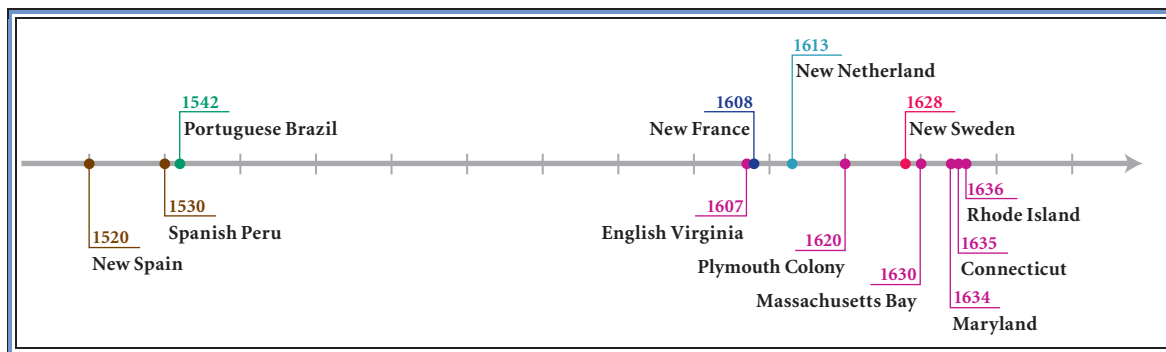 1613
New Netherland
1542
Portuguese Brazil
1608
New France
1628
New Sweden
1520
New Spain
1530
Spanish Peru
1607
English Virginia
1620
Plymouth Colony
1630
Massachusetts Bay
1636
Rhode Island
1635
Connecticut
1634
Maryland